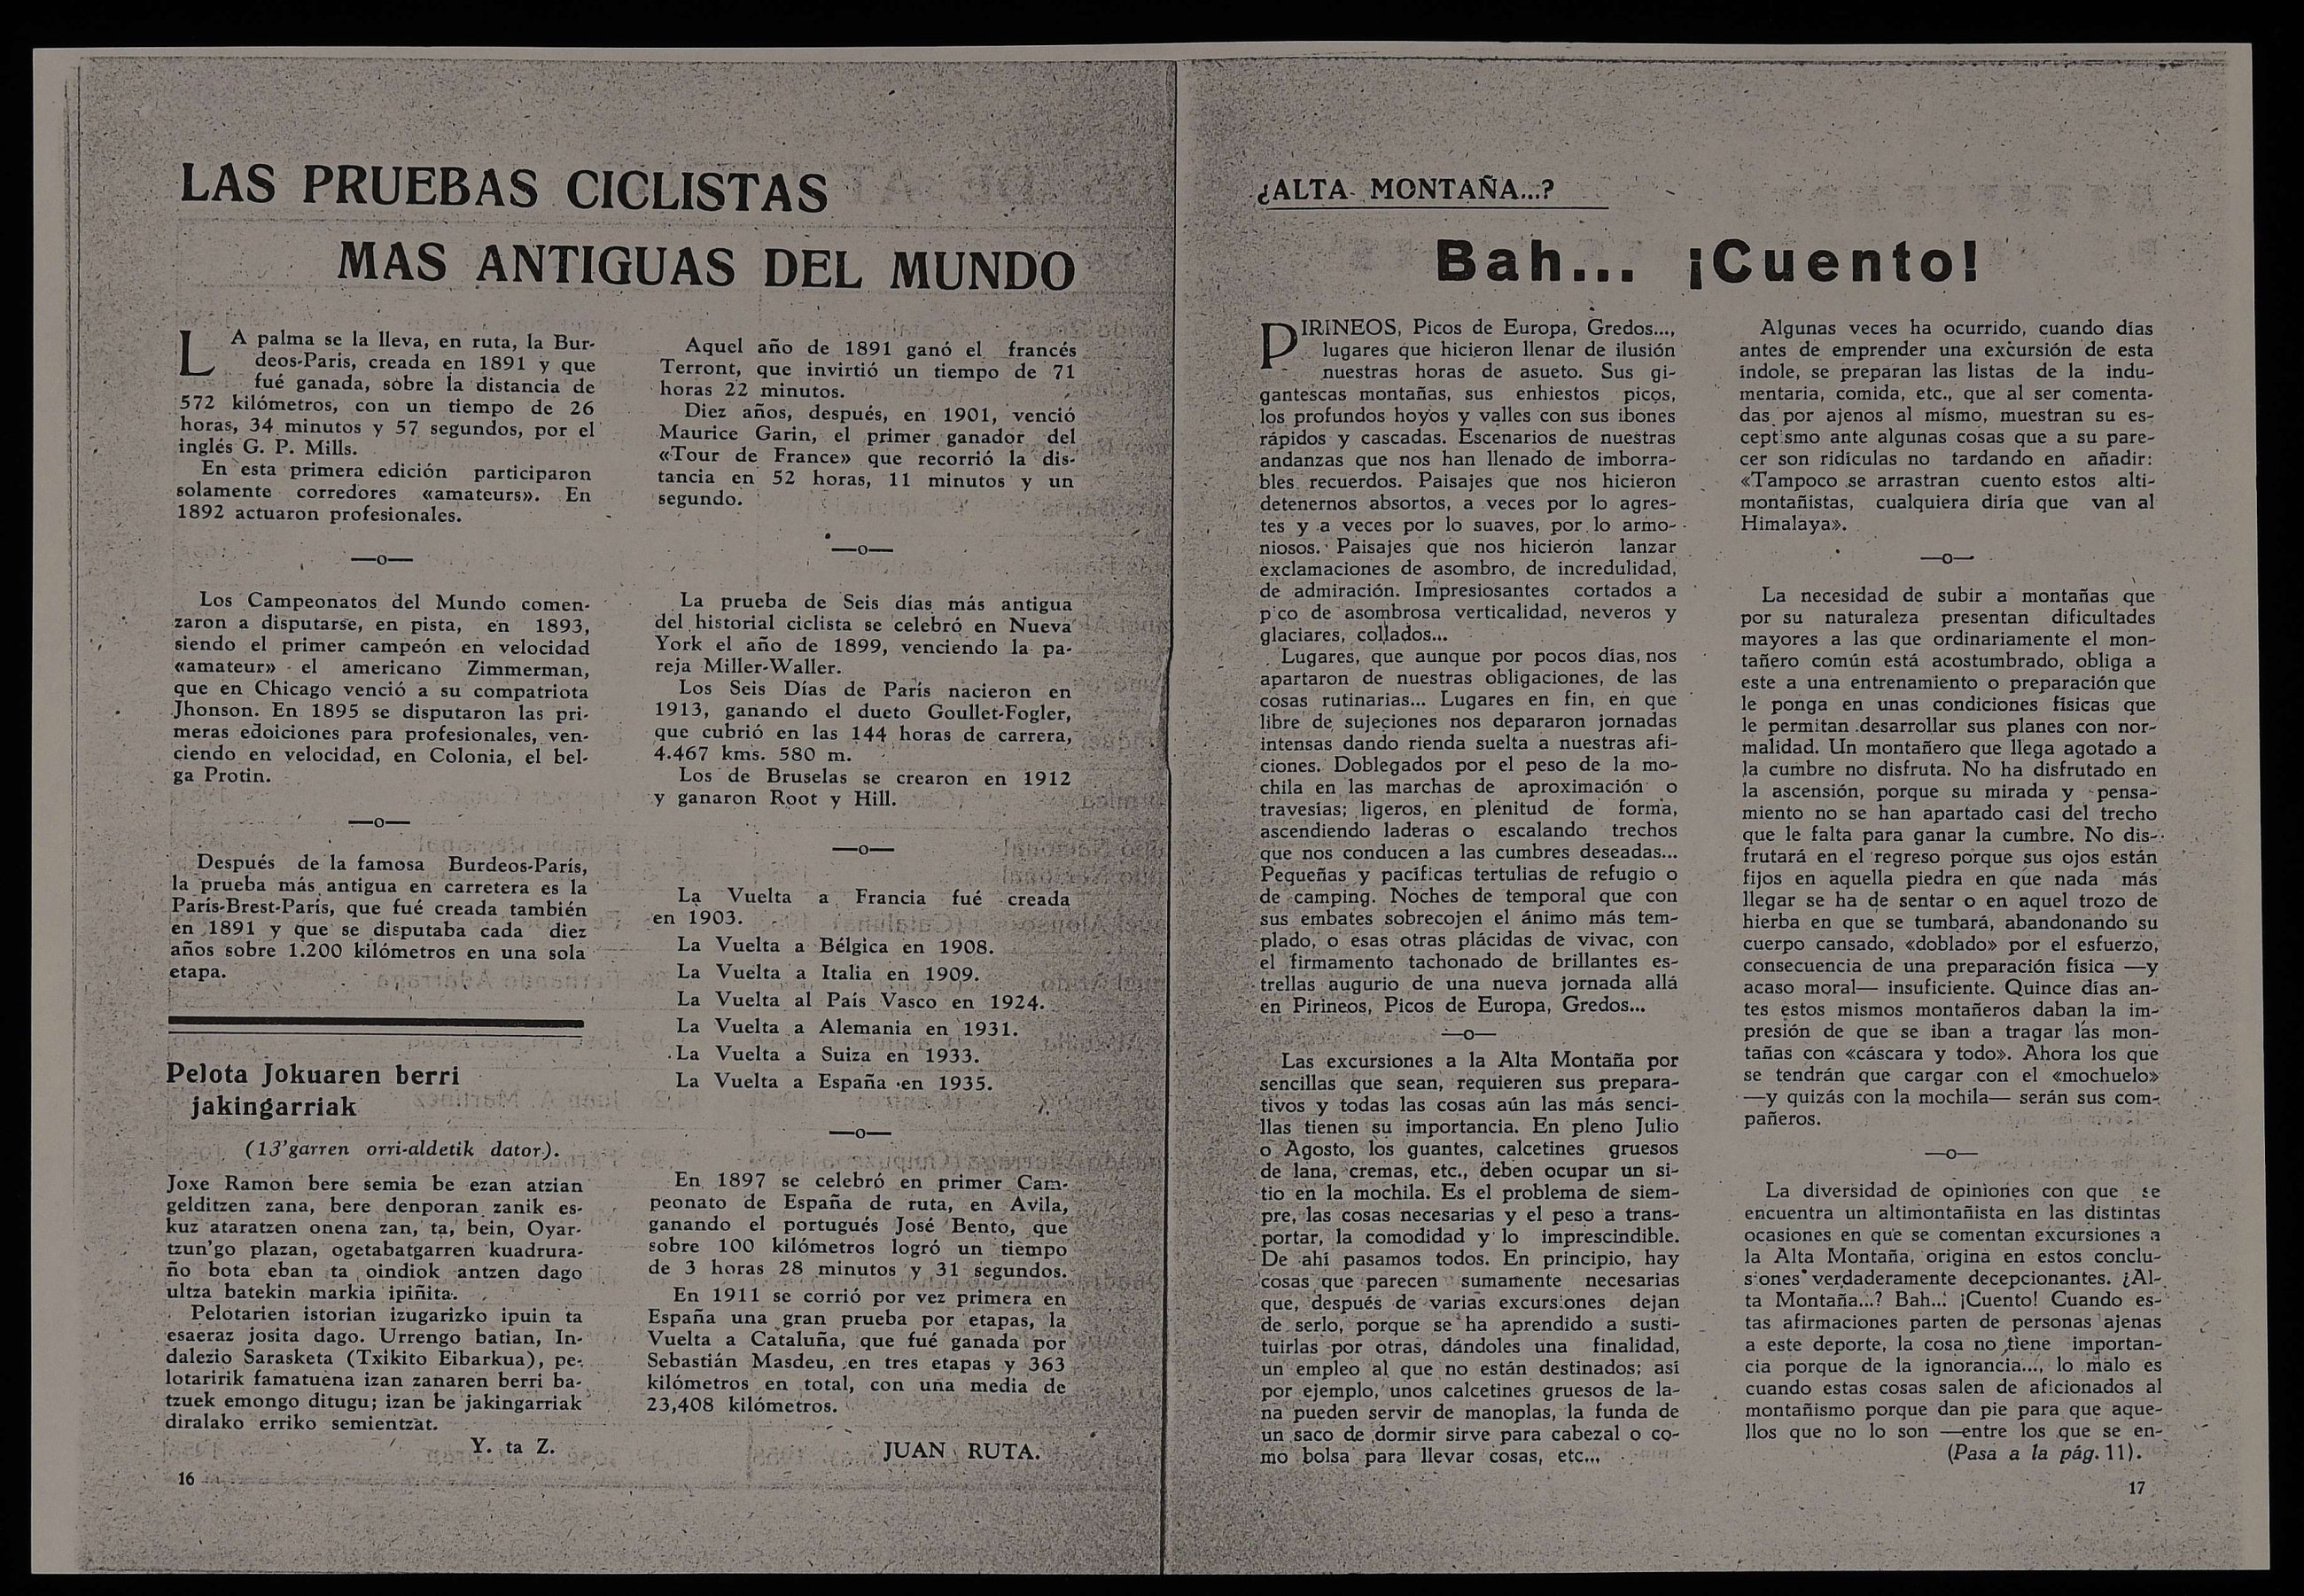 LAS PRUEBAS CICLISTAS
MAS ANTIGUAS DEL MUNDO
LA palma se la lleva, en ruta, la Bur-
deos-París, creada en 1891 y que
fué ganada, sobre la distancia de
572 kilómetros, con un tiempo de 26
horas, 34 minutos y 57 segundos, por el
inglés G. P. Mills.
En esta primera edición participaron
solamente corredores «amateurs». En
1892 actuaron profesionales.
—o—
Los Campeonatos del Mundo comen-
zaron a disputarse, en pista, en 1893,
siendo el primer campeón en velocidad
«amateur» el americano Zimmerman,
que en Chicago venció a su compatriota
Jhonson. En 1895 se disputaron las pri-
meras edoiciones para profesionales, ven-
ciendo en velocidad, en Colonia, el bel-
ga Protin.
—o—
Después de la famosa Burdeos-París,
la prueba más antigua en carretera es la
París-Brest-París, que fué creada también
en 1891 y que se disputaba cada diez
años sobre 1.200 kilómetros en una sola
etapa.
Pelota Jokuaren berri
jakingarriak
(13'garren orri-aldetik dator).
Joxe Ramon bere semia be ezan atzian
gelditzen zana, bere denporan zanik es-
kuz ataratzen onena zan, ta, bein, Oyar-
tzun'go plazan, ogetabatgarren kuadrura-
ño bota eban ta oindiok antzen dago
ultza batekin markia ipiñita.
Pelotarien istorian izugarizko ipuin ta
esaeraz josita dago. Urrengo batian, In-
dalezio Sarasketa (Txikito Eibarkua), pe-
lotaririk famatuena izan zanaren berri ba-
tzuek emongo ditugu; izan be jakingarriak
diralako erriko semientzat.
Y. ta Z.
16
Aquel año de 1891 ganó el francés
Terront, que invirtió un tiempo de 71
horas 22 minutos.
Diez años, después, en 1901, venció
Maurice Garin, el primer ganador del
«Tour de France» que recorrió la dis-
tancia en 52 horas, 11 minutos y un
segundo.
—o—
La prueba de Seis días más antigua
del historial ciclista se celebró en Nueva
York el año de 1899, venciendo la pa-
reja Miller-Waller.
Los Seis Días de París nacieron en
1913, ganando el dueto Goullet-Fogler,
que cubrió en las 144 horas de carrera,
4.467 kms. 580 m.
Los de Bruselas se crearon en 1912
y ganaron Root y Hill.
—o—
La Vuelta a Francia fué creada
en 1903.
La Vuelta a Bélgica en 1908.
La Vuelta a Italia en 1909.
La Vuelta al País Vasco en 1924.
La Vuelta a Alemania en 1931.
La Vuelta a Suiza en 1933.
La Vuelta a España en 1935.
—o—
En 1897 se celebró en primer Cam-
peonato de España de ruta, en Avila,
ganando el portugués José Bento, que
sobre 100 kilómetros logró un tiempo
de 3 horas 28 minutos y 31 segundos.
En 1911 se corrió por vez primera en
España una gran prueba por etapas, la
Vuelta a Cataluña, que fué ganada por
Sebastián Masdeu, en tres etapas y 363
kilómetros en total, con una media de
23,408 kilómetros.
JUAN RUTA.
¿ALTA MONTAÑA...?
Bah... ¡Cuento!
PIRINEOS, Picos de Europa, Gredos...,
lugares que hicieron llenar de ilusión
nuestras horas de asueto. Sus gi-
gantescas montañas, sus enhiestos picos,
los profundos hoyos y valles con sus ibones
rápidos y cascadas. Escenarios de nuestras
andanzas que nos han llenado de imborra-
bles recuerdos. Paisajes que nos hicieron
detenernos absortos, a veces por lo agres-
tes y a veces por lo suaves, por lo armo-
niosos. Paisajes que nos hicierón lanzar
exclamaciones de asombro, de incredulidad,
de admiración. Impresiosantes cortados a
p'co de asombrosa verticalidad, neveros y
glaciares, collados...
Lugares, que aunque por pocos días, nos
apartaron de nuestras obligaciones, de las
cosas rutinarias... Lugares en fin, en que
libre de sujeciones nos depararon jornadas
intensas dando rienda suelta a nuestras afi-
ciones. Doblegados por el peso de la mo-
chila en las marchas de aproximación o
travesías; ligeros, en plenitud de forma,
ascendiendo laderas o escalando trechos
que nos conducen a las cumbres deseadas...
Pequeñas y pacíficas tertulias de refugio o
de camping. Noches de temporal que con
sus embates sobrecojen el ánimo más tem-
plado, o esas otras plácidas de vivac, con
el firmamento tachonado de brillantes es-
trellas augurio de una nueva jornada allá
en Pirineos, Picos de Europa, Gredos...
—o—
Las excursiones a la Alta Montaña por
sencillas que sean, requieren sus prepara-
tivos y todas las cosas aún las más senci-
llas tienen su importancia. En pleno Julio
o Agosto, los guantes, calcetines gruesos
de lana, cremas, etc., deben ocupar un si-
tio en la mochila. Es el problema de siem-
pre, las cosas necesarias y el peso a trans-
portar, la comodidad y lo imprescindible.
De ahí pasamos todos. En principio, hay
cosas que parecen sumamente necesarias
que, después de varias excurs:ones dejan
de serlo, porque se ha aprendido a susti-
tuirlas por otras, dándoles una finalidad,
un empleo al que no están destinados; así
por ejemplo, unos calcetines gruesos de la-
na pueden servir de manoplas, la funda de
un saco de dormir sirve para cabezal o co-
mo bolsa para llevar cosas, etc...
Algunas veces ha ocurrido, cuando días
antes de emprender una excursión de esta
índole, se preparan las listas de la indu-
mentaria, comida, etc., que al ser comenta-
das por ajenos al mismo, muestran su es-
cept:smo ante algunas cosas que a su pare-
cer son ridículas no tardando en añadir:
«Tampoco se arrastran cuento estos alti-
montañistas, cualquiera diría que van al
Himalaya».
—o—
La necesidad de subir a montañas que
por su naturaleza presentan dificultades
mayores a las que ordinariamente el mon-
tañero común está acostumbrado, obliga a
este a una entrenamiento o preparación que
le ponga en unas condiciones físicas que
le permitan desarrollar sus planes con nor-
malidad. Un montañero que llega agotado a
la cumbre no disfruta. No ha disfrutado en
la ascensión, porque su mirada y pensa-
miento no se han apartado casi del trecho
que le falta para ganar la cumbre. No dis-
frutará en el regreso porque sus ojos están
fijos en aquella piedra en que nada más
llegar se ha de sentar o en aquel trozo de
hierba en que se tumbará, abandonando su
cuerpo cansado, «doblado» por el esfuerzo,
consecuencia de una preparación física —y
acaso moral— insuficiente. Quince días an-
tes estos mismos montañeros daban la im-
presión de que se iban a tragar las mon-
tañas con «cáscara y todo». Ahora los que
se tendrán que cargar con el «mochuelo»
—y quizás con la mochila— serán sus com-
pañeros.
—o—
La diversidad de opiniones con que se
encuentra un altimontañista en las distintas
ocasiones en que se comentan excursiones a
la Alta Montaña, origina en estos conclu-
s:ones verdaderamente decepcionantes. ¿Al-
ta Montaña...? Bah... ¡Cuento! Cuando es-
tas afirmaciones parten de personas ajenas
a este deporte, la cosa no tiene importan-
cia porque de la ignorancia..., lo malo es
cuando estas cosas salen de aficionados al
montañismo porque dan pie para que aque-
llos que no lo son —entre los que se en-
(Pasa a la pág. 11).
17